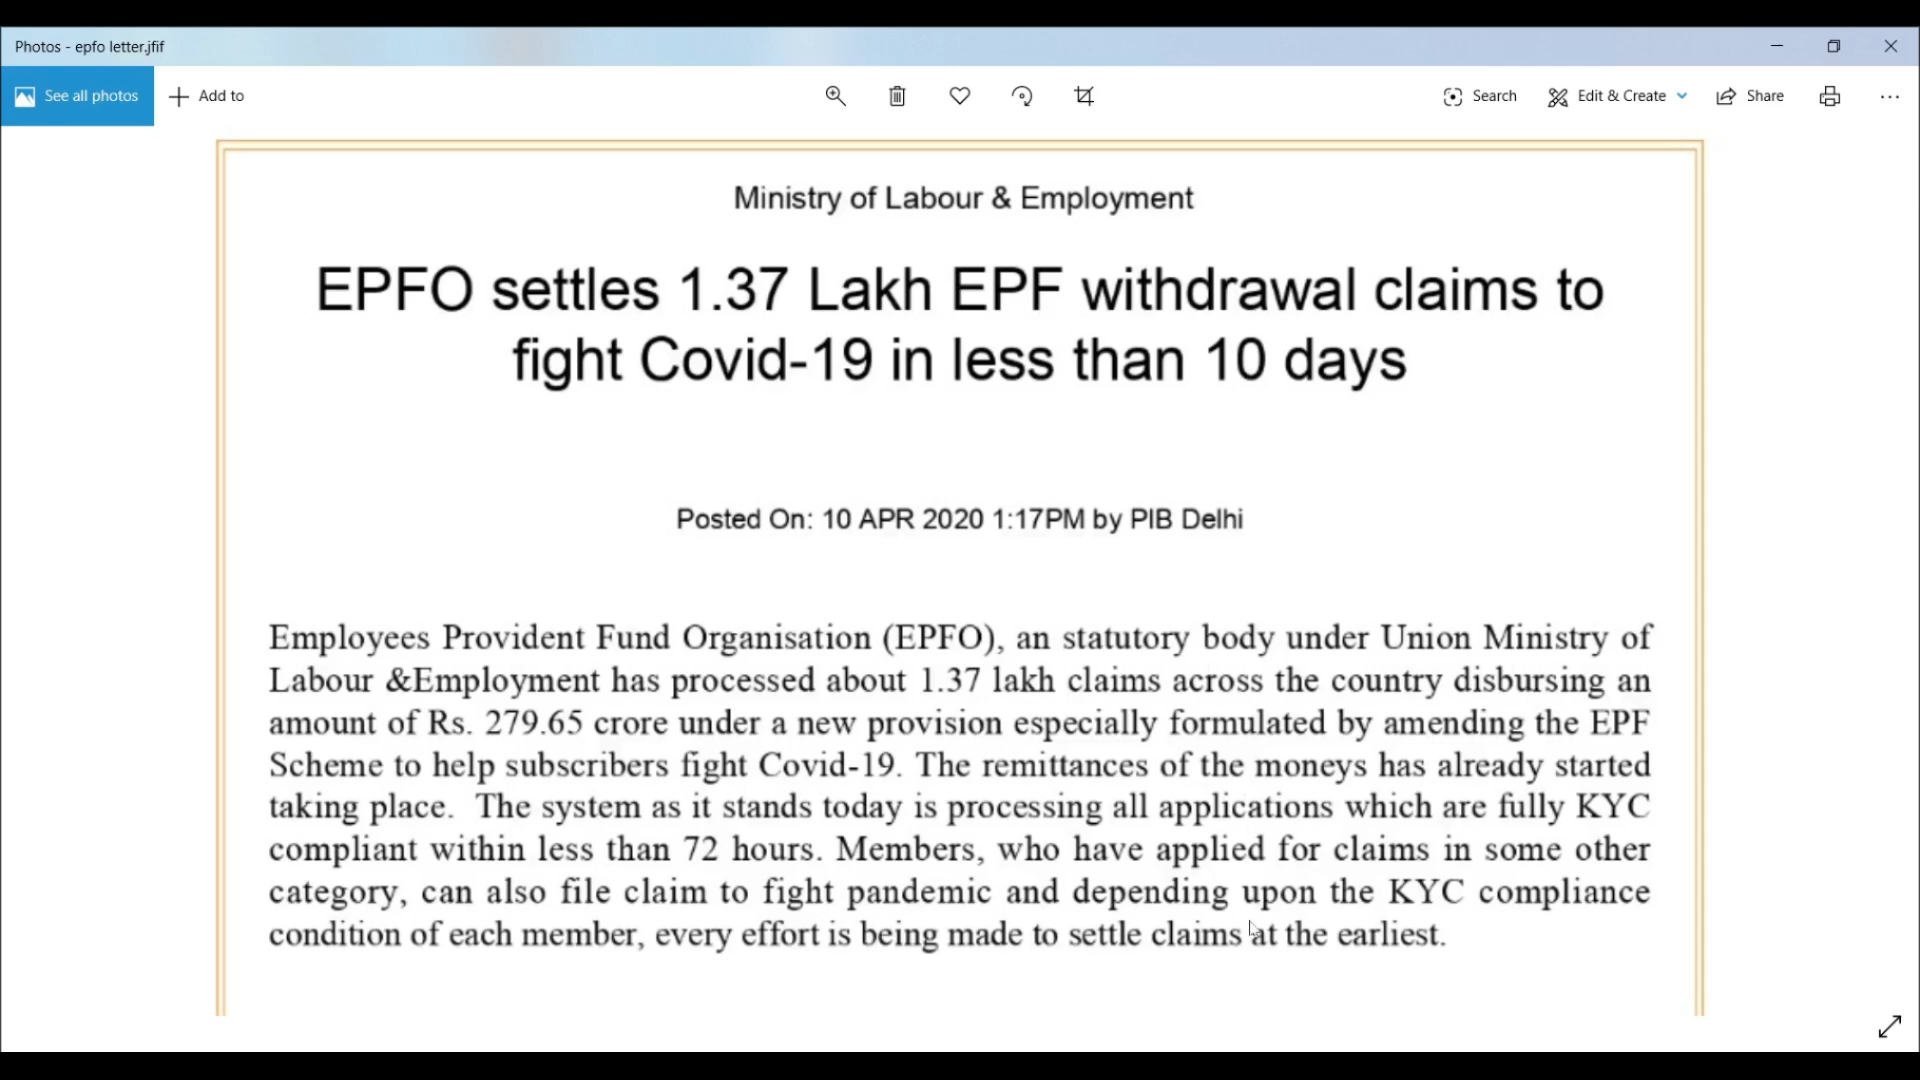 Photos - epfo letter.jfif
See all photos
Add to
Search
Edit & Create
Share
Ministry of Labour & Employment
EPFO settles 1.37 Lakh EPF withdrawal claims to
fight Covid-19 in less than 10 days
Posted On: 10 APR 2020 1:17PM by PIB Delhi
Employees Provident Fund Organisation (EPFO), an statutory body under Union Ministry of
Labour &Employment has processed about 1.37 lakh claims across the country disbursing an
amount of Rs. 279.65 crore under a new provision especially formulated by amending the EPF
Scheme to help subscribers fight Covid-19. The remittances of the moneys has already started
taking place. The system as it stands today is processing all applications which are fully KYC
compliant within less than 72 hours. Members, who have applied for claims in some other
category, can also file claim to fight pandemic and depending upon the KYC compliance
condition of each member, every effort is being made to settle claims at the earliest.